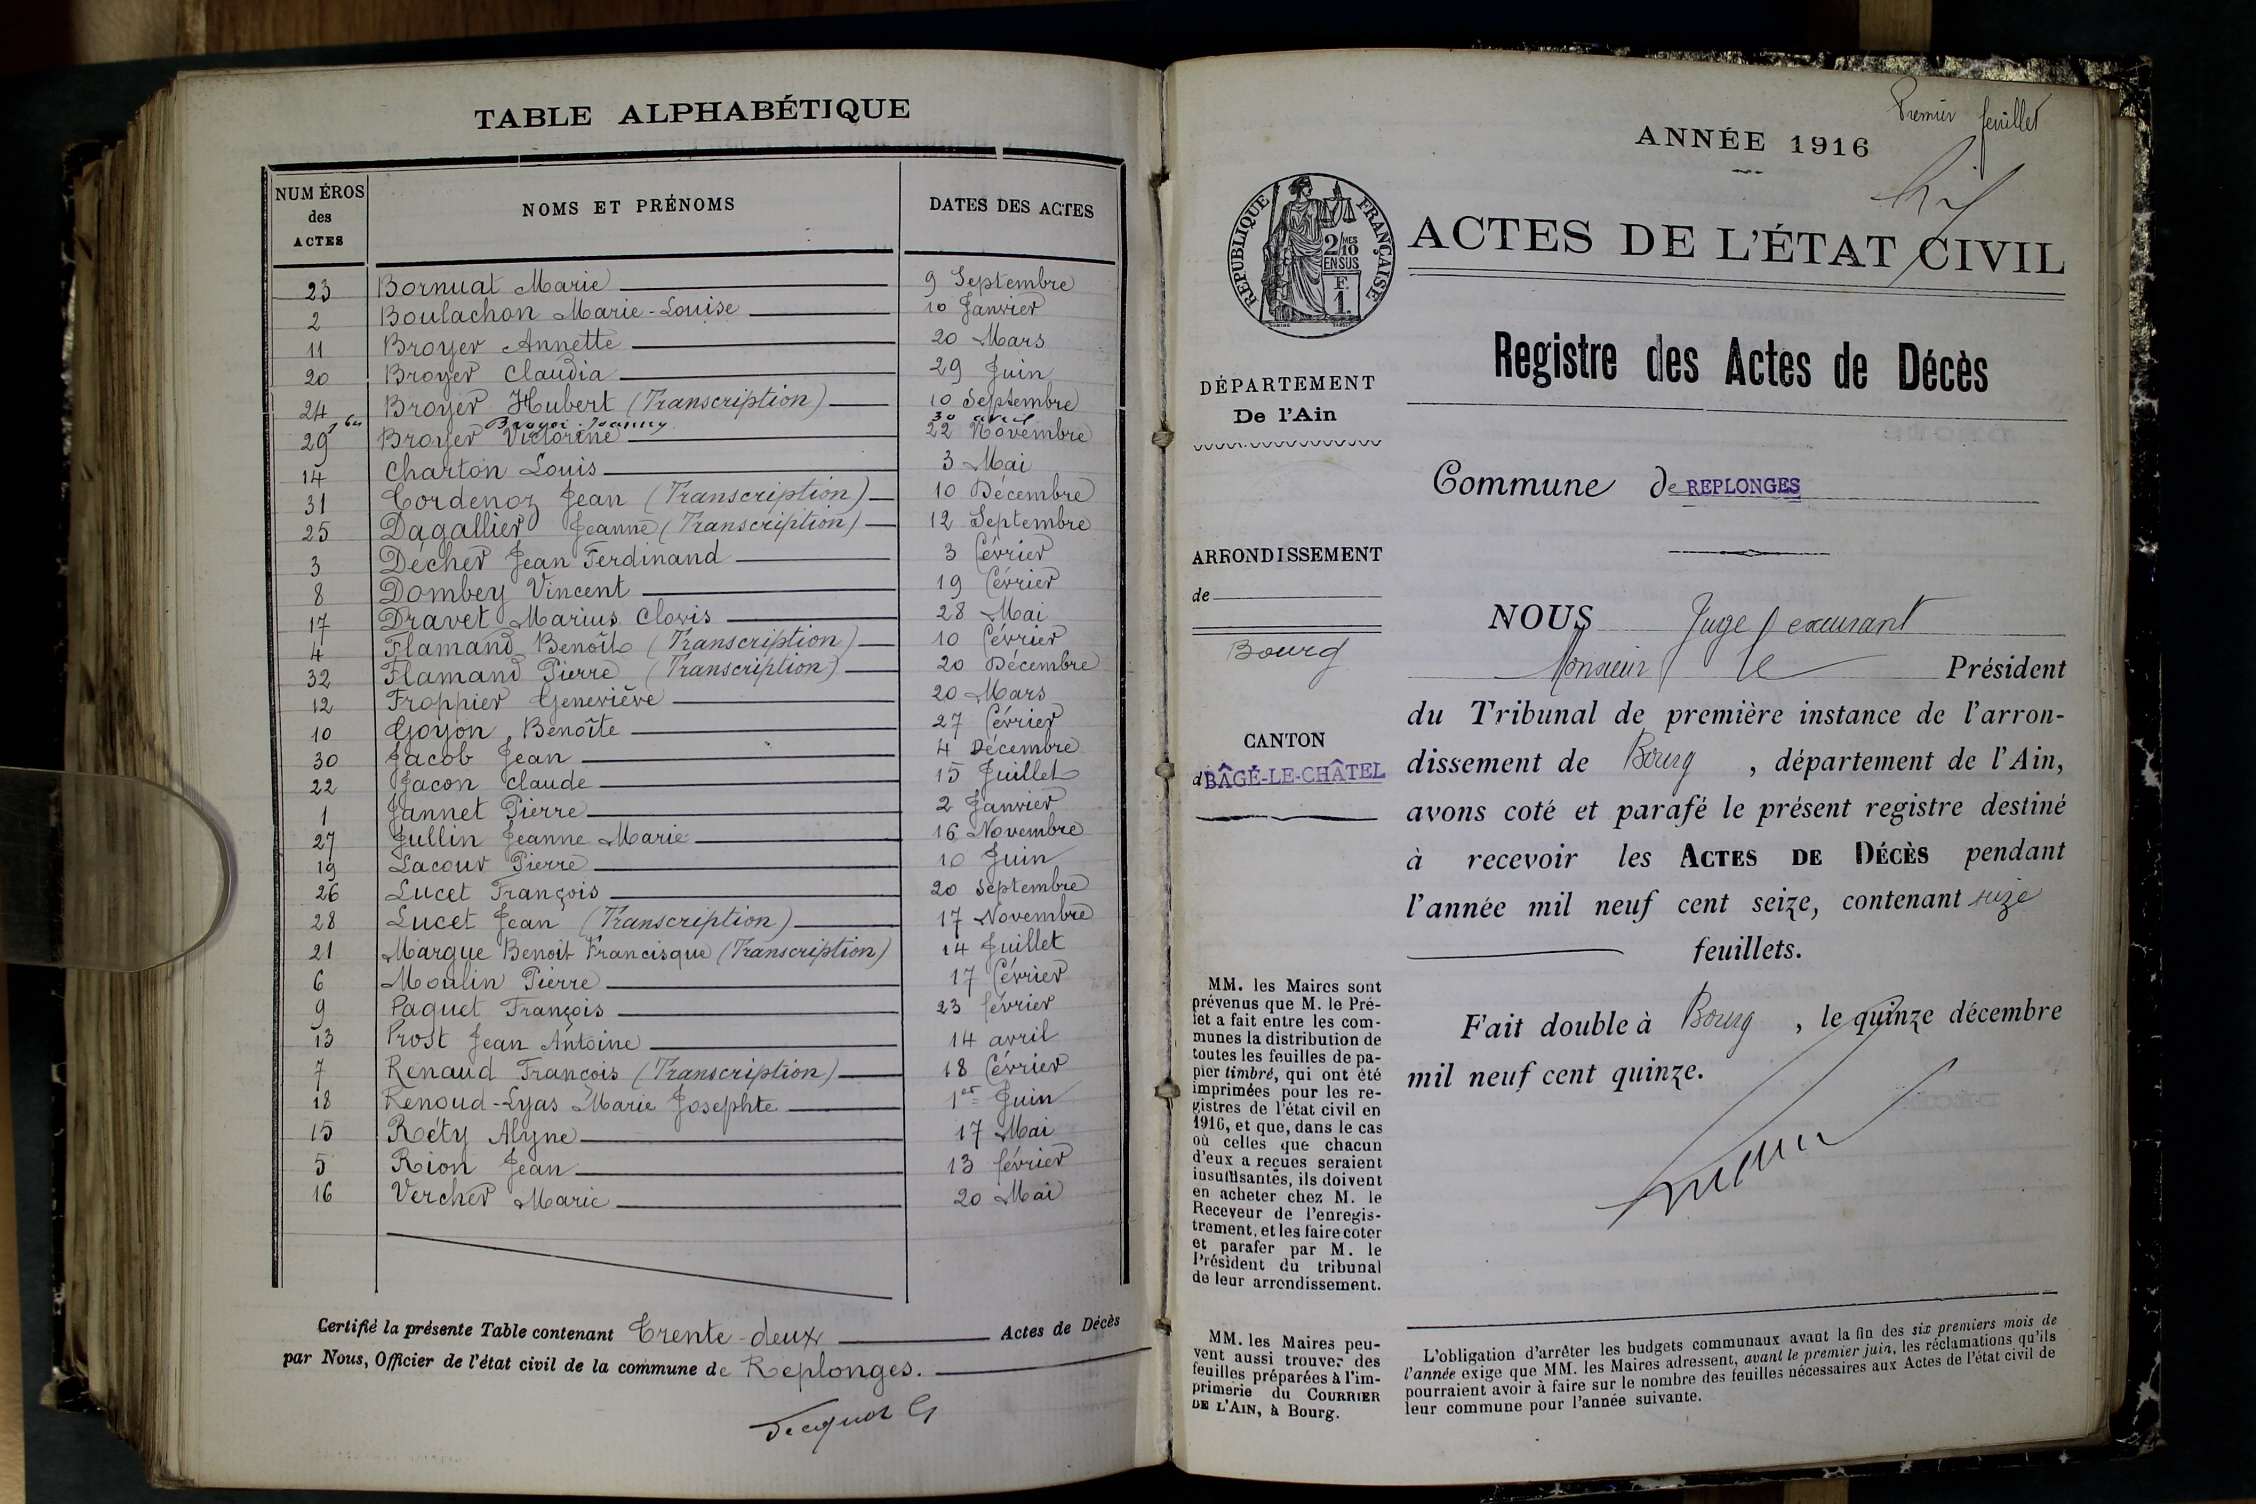 TABLE ALPHABÉTIQUE
NUMÉROS des ACTES NOMS ET PRÉNOMS DATES DES ACTES
23 Bornuat Marie 9 Septembre
2 Boulachon Marie-Louise 10 Janvier
11 Broyer Annette 20 Mars
20 Broyer Claudia 29 Juin
24 Broyer Hubert (Transcription) 10 Septembre
Broyer Joanny 30 avril
29 Broyer Victorine 22 Novembre
14 Charton Louis 3 Mai
31 Cordenoz Jean (Transcription) 10 Décembre
25 Dagallier Jeanne (Transcription) 12 Septembre
3 Décher Jean Ferdinand 3 Février
8 Dombey Vincent 19 Février
17 Dravet Marius Clovis 28 Mai
4 Flamand Benoît (Transcription) 10 Février
32 Flamand Pierre (Transcription) 20 Décembre
12 Froppier Geneviève 20 Mars
10 Goyon Benoîte 27 Février
30 Jacob Jean 4 Décembre
22 Jacon Claude 15 Juillet
1 Jannet Pierre 2 Janvier
27 Jullin Jeanne Marie 16 Novembre
19 Lacour Pierre 10 Juin
26 Lucet François 20 Septembre
28 Lucet Jean (Transcription) 17 Novembre
21 Margue Benoit Francisque (Transcription) 14 Juillet
6 Moulin Pierre 17 Février
9 Paquet François 23 février
13 Prost Jean Antoine 14 avril
7 Renaud François (Transcription) 18 Février
18 Renoud-Lyas Marie Josephte 1er Juin
15 Réty Alyne 17 Mai
5 Rion Jean 13 février
16 Vercher Marie 20 Mai
Certifié la présente Table contenant Trente-deux Actes de Décès
par Nous, Officier de l'état civil de la commune de Replonges.
Premier feuillet
ANNÉE 1916
RÉPUBLIQUE FRANÇAISE
2/10MES
EN SUS
F.
1.
ACTES DE L'ÉTAT CIVIL
Registre des Actes de Décès
DÉPARTEMENT
De l'Ain
Commune de REPLONGES
ARRONDISSEMENT
de
Bourg
CANTON
d BÂGÉ-LE-CHÂTEL
NOUS Juge
Monsieur le Président
du Tribunal de première instance de l'arron-
dissement de Bourg, département de l'Ain,
avons coté et parafé le présent registre destiné
à recevoir les ACTES DE DÉCÈS pendant
l'année mil neuf cent seize, contenant seize
feuillets.
Fait double à Bourg, le quinze décembre
mil neuf cent quinze.
MM. les Maires sont
prévenus que M. le Pré-
fet a fait entre les com-
munes la distribution de
toutes les feuilles de pa-
pier timbré, qui ont été
imprimées pour les re-
gistres de l'état civil en
1916, et que, dans le cas
où celles que chacun
d'eux a reçues seraient
insuffisantes, ils doivent
en acheter chez M. le
Receveur de l'enregis-
trement, et les faire coter
et parafer par M. le
Président du tribunal
de leur arrondissement.
MM. les Maires peu-
vent aussi trouver des
feuilles préparées à l'im-
primerie du COURRIER
DE L'AIN, à Bourg.
L'obligation d'arrêter les budgets communaux avant la fin des six premiers mois de
l'année exige que MM. les Maires adressent, avant le premier juin, les réclamations qu'ils
pourraient avoir à faire sur le nombre des feuilles nécessaires aux Actes de l'état civil de
leur commune pour l'année suivante.